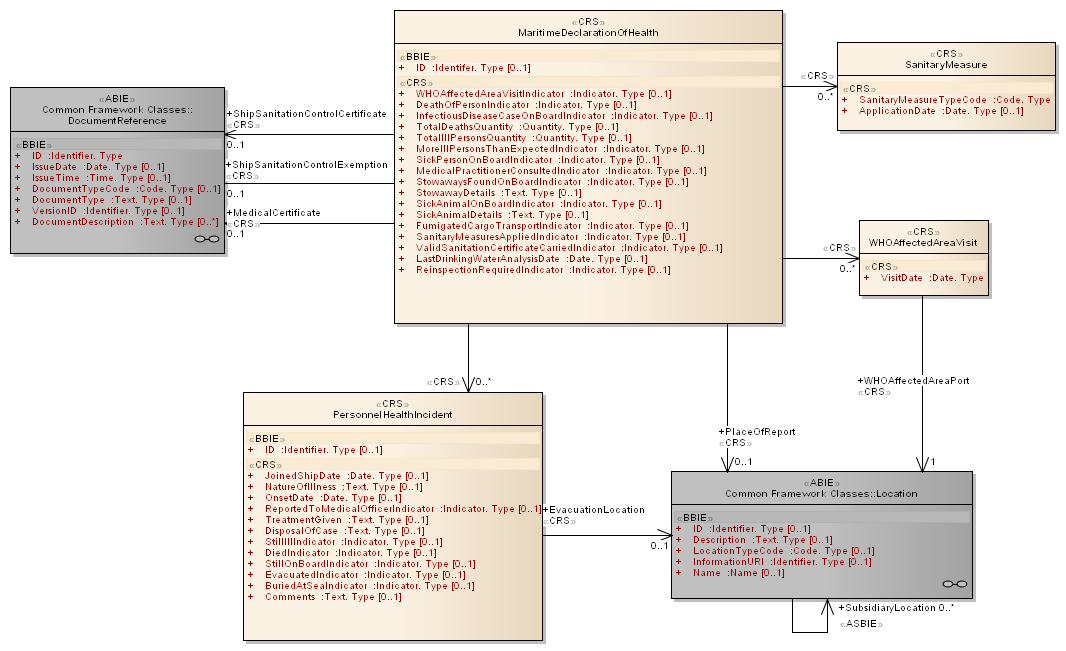 «CRS»
MaritimeDeclarationOfHealth
«BBIE»
+ ID :Identifer. Type [0..1]
«CRS»
+ WHOAffectedAreaVisitIndicator :Indicator. Type [0..1]
+ DeathOfPersonIndicator :Indicator. Type [0..1]
+ InfectiousDiseaseCaseOnBoardIndicator :Indicator. Type [0..1]
+ TotalDeathsQuantity :Quantity. Type [0..1]
+ TotalIllPersonsQuantity :Quantity. Type [0..1]
+ MoreIllPersonsThanExpectedIndicator :Indicator. Type [0..1]
+ SickPersonOnBoardIndicator :Indicator. Type [0..1]
+ MedicalPractitionerConsultedIndicator :Indicator. Type [0..1]
+ StowawaysFoundOnBoardIndicator :Indicator. Type [0..1]
+ StowawayDetails :Text. Type [0..1]
+ SickAnimalOnBoardIndicator :Indicator. Type [0..1]
+ SickAnimalDetails :Text. Type [0..1]
+ FumigatedCargoTransportIndicator :Indicator. Type [0..1]
+ SanitaryMeasuresAppliedIndicator :Indicator. Type [0..1]
+ ValidSanitationCertificateCarriedIndicator :Indicator. Type [0..1]
+ LastDrinkingWaterAnalysisDate :Date. Type [0..1]
+ ReinspectionRequiredIndicator :Indicator. Type [0..1]
«CRS»
0..*
«CRS»
SanitaryMeasure
«CRS»
+ SanitaryMeasureTypeCode :Code. Type
+ ApplicationDate :Date. Type [0..1]
«ABIE»
Common Framework Classes::
DocumentReference
«BBIE»
+ ID :Identifier. Type
+ IssueDate :Date. Type [0..1]
+ IssueTime :Time. Type [0..1]
+ DocumentTypeCode :Code. Type [0..1]
+ DocumentType :Text. Type [0..1]
+ VersionID :Identifier. Type [0..1]
+ DocumentDescription :Text. Type [0..*]
+ShipSanitationControlCertificate
«CRS»
0..1
+ShipSanitationControlExemption
«CRS»
0..1
+MedicalCertificate
«CRS»
0..1
«CRS»
0..*
«CRS»
WHOAffectedAreaVisit
«CRS»
+ VisitDate :Date. Type
+WHOAffectedAreaPort
«CRS»
1
«CRS»
0..*
+PlaceOfReport
«CRS»
0..1
«CRS»
PersonnelHealthIncident
«BBIE»
+ ID :Identifier. Type [0..1]
«CRS»
+ JoinedShipDate :Date. Type [0..1]
+ NatureOfIllness :Text. Type [0..1]
+ OnsetDate :Date. Type [0..1]
+ ReportedToMedicalOfficerIndicator :Indicator. Type [0..1]
+ TreatmentGiven :Text. Type [0..1]
+ DisposalOfCase :Text. Type [0..1]
+ StillIllIndicator :Indicator. Type [0..1]
+ DiedIndicator :Indicator. Type [0..1]
+ StillOnBoardIndicator :Indicator. Type [0..1]
+ EvacuatedIndicator :Indicator. Type [0..1]
+ BuriedAtSeaIndicator :Indicator. Type [0..1]
+ Comments :Text. Type [0..1]
+EvacuationLocation
«CRS»
0..1
«ABIE»
Common Framework Classes::Location
«BBIE»
+ ID :Identifier. Type [0..1]
+ Description :Text. Type [0..1]
+ LocationTypeCode :Code. Type [0..1]
+ InformationURI :Identifier. Type [0..1]
+ Name :Name [0..1]
+SubsidiaryLocation 0..*
«ASBIE»